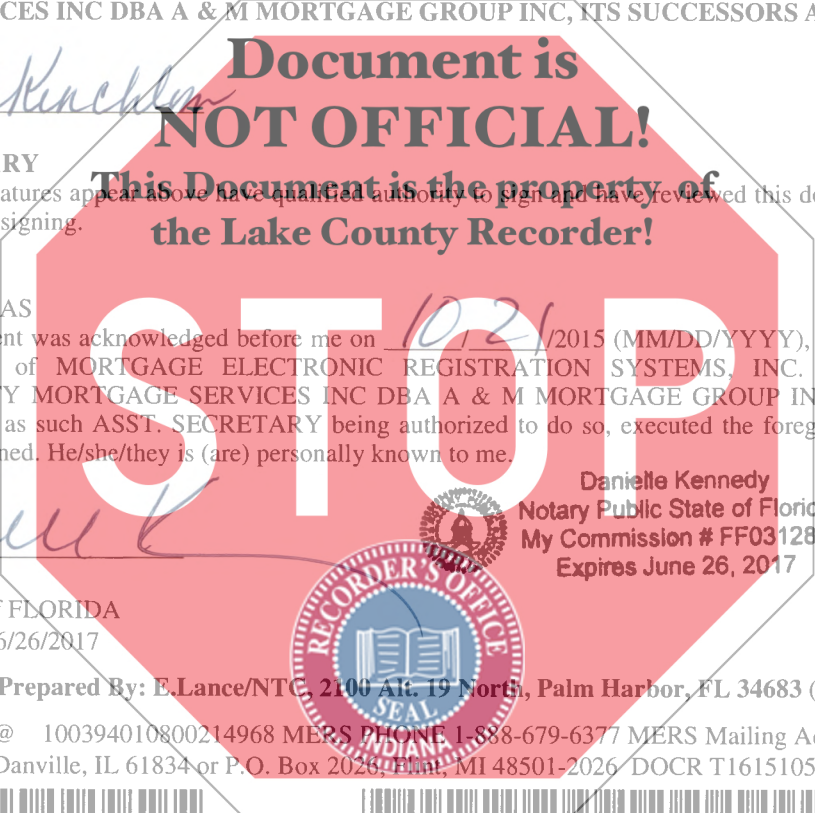 CES INC DBA A & M MORTGAGE GROUP INC, ITS SUCCESSORS A
Document is
Kenchlon
NOT OFFICIAL!
RY
This Document is the property of
atures appear above have qualified authority to sign and have reviewed this do
signing.
the Lake County Recorder!
STOP
AS
ent was acknowledged before me on 10/21/2015 (MM/DD/YYYY),
of MORTGAGE ELECTRONIC REGISTRATION SYSTEMS, INC.
TY MORTGAGE SERVICES INC DBA A & M MORTGAGE GROUP IN
as such ASST. SECRETARY being authorized to do so, executed the foreg
ned. He/she/they is (are) personally known to me.
Danielle Kennedy
Notary Public State of Florid
My Commission # FF03128
Expires June 26, 2017
RECORDER'S OFFICE
SEAL
INDIANA
f FLORIDA
6/26/2017
Prepared By: E.Lance/NTC, 2100 Alt. 19 North, Palm Harbor, FL 34683 (
@ 100394010800214968 MERS PHONE 1-888-679-6377 MERS Mailing Ad
Danville, IL 61834 or P.O. Box 2026, Flint, MI 48501-2026 DOCR T1615105